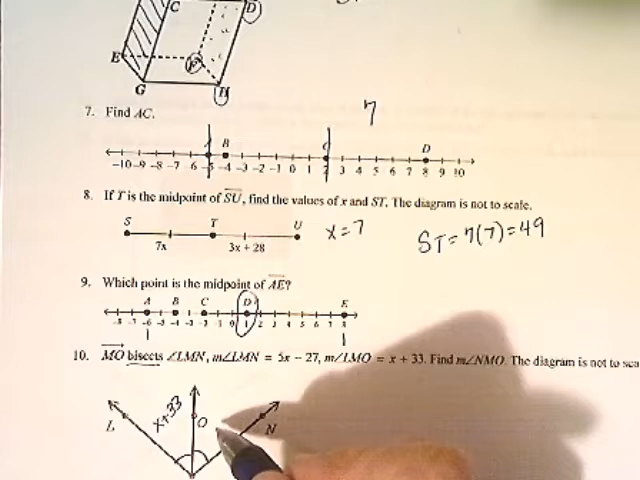 C D
E F
G H
7. Find AC. 7
B C D
-10 -9 -8 -7 6 -5 -4 -3 -2 -1 0 1 2 3 4 5 6 7 8 9 10
8. If T is the midpoint of SU, find the values of x and ST. The diagram is not to scale.
S T U x = 7 ST = 7(7) = 49
7x 3x + 28
9. Which point is the midpoint of AE?
A B C D E
10. MO bisects ∠LMN, m∠LMN = 5x − 27, m∠LMO = x + 33. Find m∠NMO. The diagram is not to sca
x+33
L O N